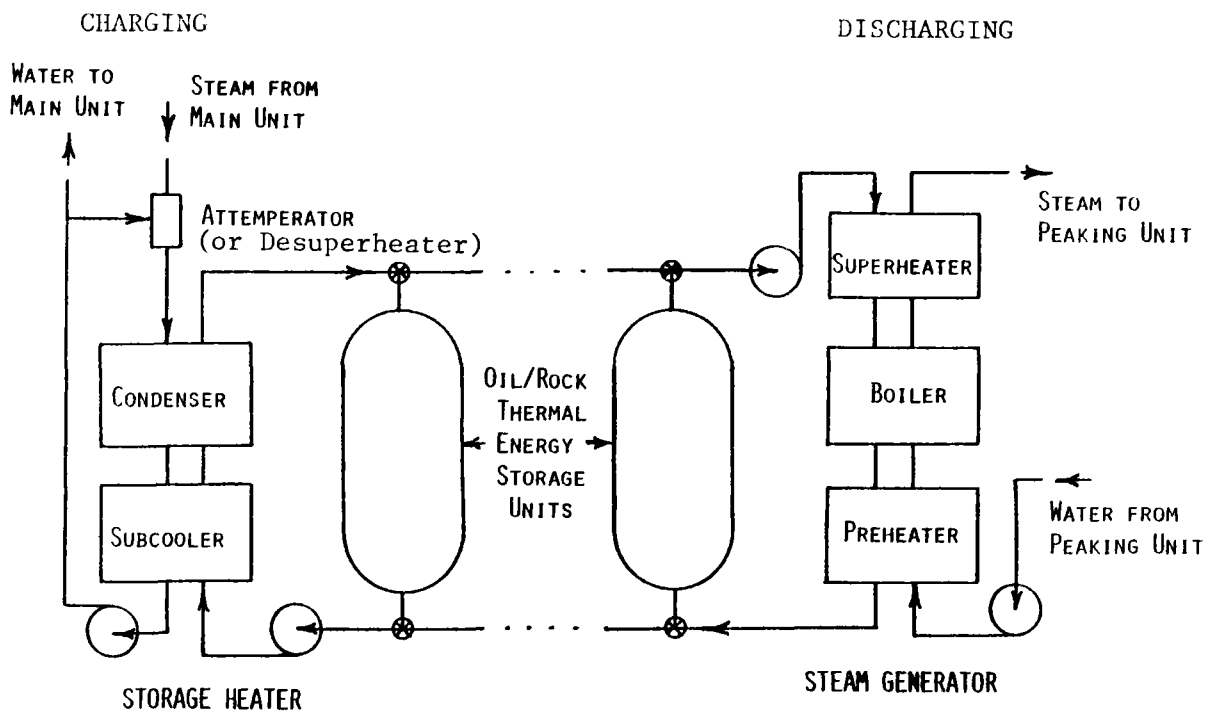 CHARGING
DISCHARGING
WATER TO
MAIN UNIT
STEAM FROM
MAIN UNIT
ATTEMPERATOR
(or Desuperheater)
STEAM TO
PEAKING UNIT
SUPERHEATER
CONDENSER
OIL/ROCK
THERMAL
ENERGY
STORAGE
UNITS
BOILER
SUBCOOLER
PREHEATER
WATER FROM
PEAKING UNIT
STORAGE HEATER
STEAM GENERATOR